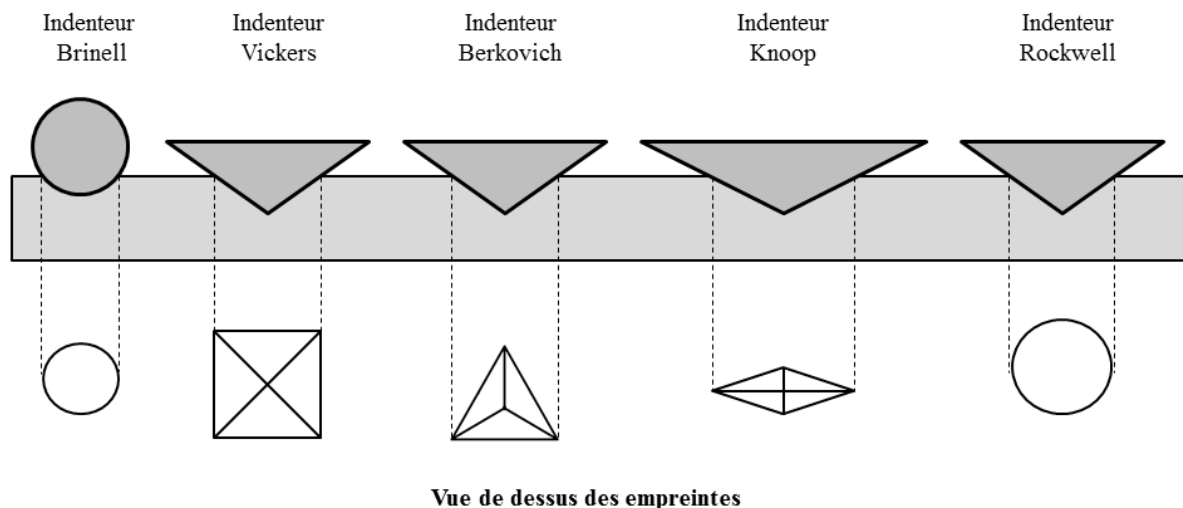 Indenteur
Brinell
Indenteur
Vickers
Indenteur
Berkovich
Indenteur
Knoop
Indenteur
Rockwell
Vue de dessus des empreintes